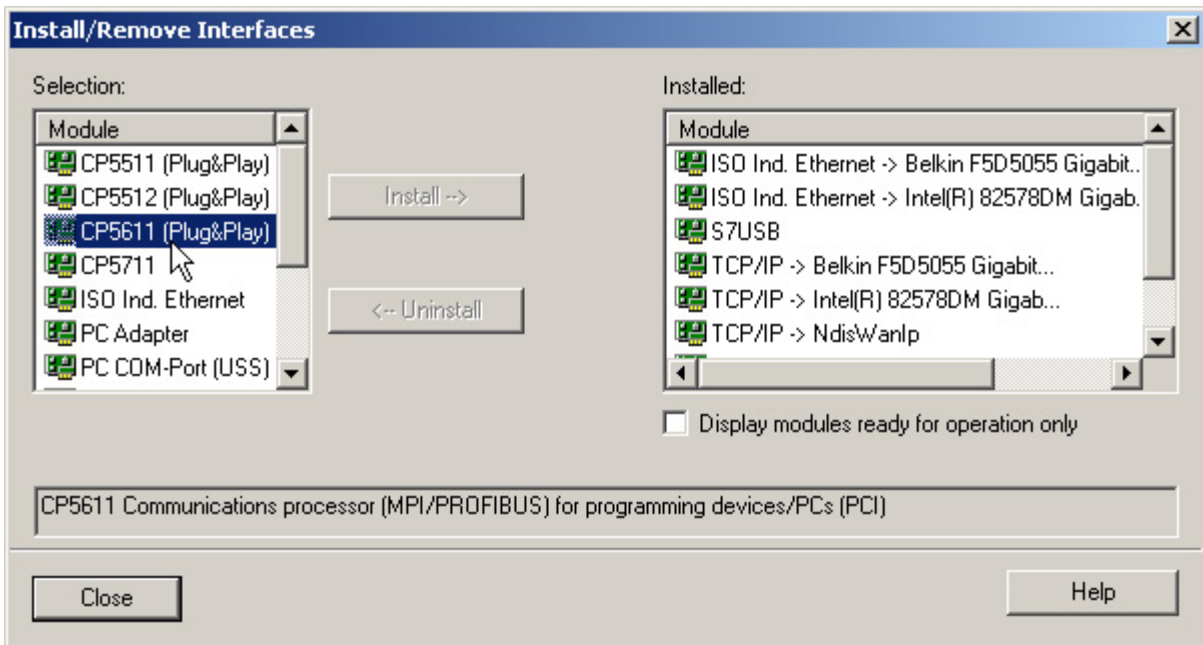 Install/Remove Interfaces
Selection:
Module
CP5511 (Plug&Play)
CP5512 (Plug&Play)
CP5611 (Plug&Play)
CP5711
ISO Ind. Ethernet
PC Adapter
PC COM-Port (USS)
Install -->
<-- Uninstall
Installed:
Module
ISO Ind. Ethernet -> Belkin F5D5055 Gigabit..
ISO Ind. Ethernet -> Intel(R) 82578DM Gigab.
S7USB
TCP/IP -> Belkin F5D5055 Gigabit...
TCP/IP -> Intel(R) 82578DM Gigab...
TCP/IP -> NdisWanIp
Display modules ready for operation only
CP5611 Communications processor (MPI/PROFIBUS) for programming devices/PCs (PCI)
Close
Help